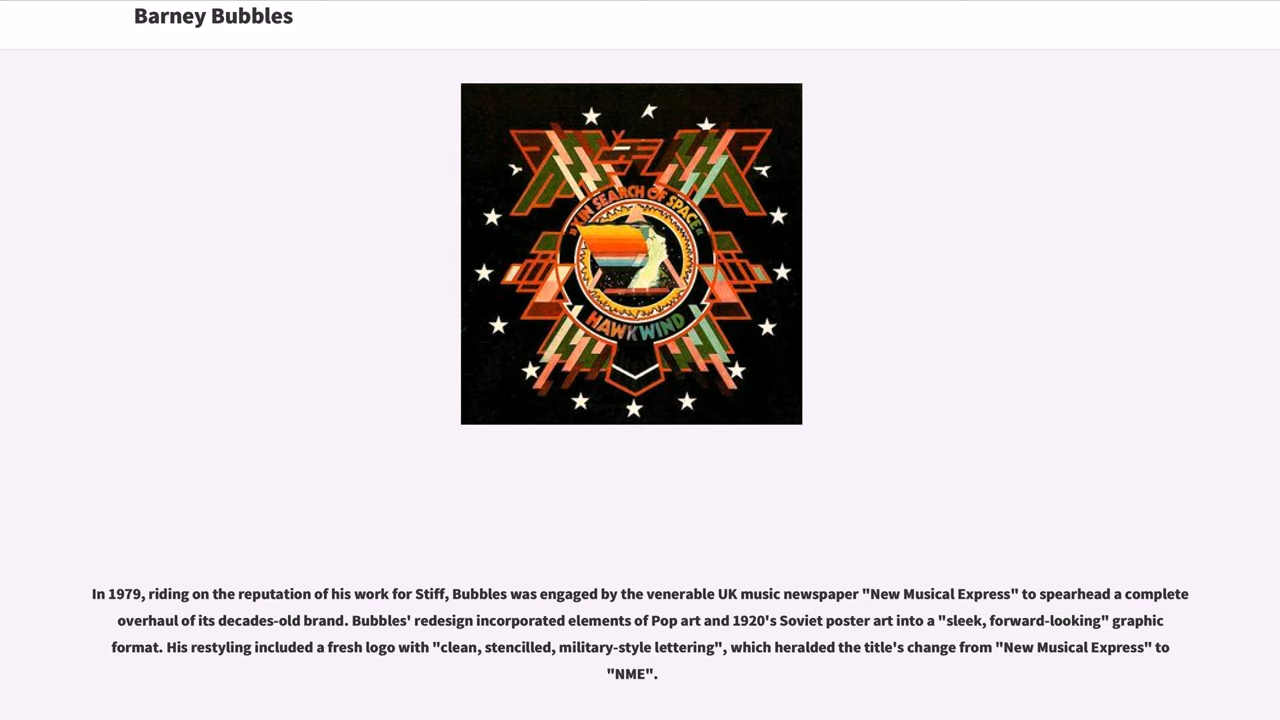 Barney Bubbles
»X IN SEARCH OF SPACE«
HAWKWIND
In 1979, riding on the reputation of his work for Stiff, Bubbles was engaged by the venerable UK music newspaper "New Musical Express" to spearhead a complete
overhaul of its decades-old brand. Bubbles' redesign incorporated elements of Pop art and 1920's Soviet poster art into a "sleek, forward-looking" graphic
format. His restyling included a fresh logo with "clean, stencilled, military-style lettering", which heralded the title's change from "New Musical Express" to
"NME".